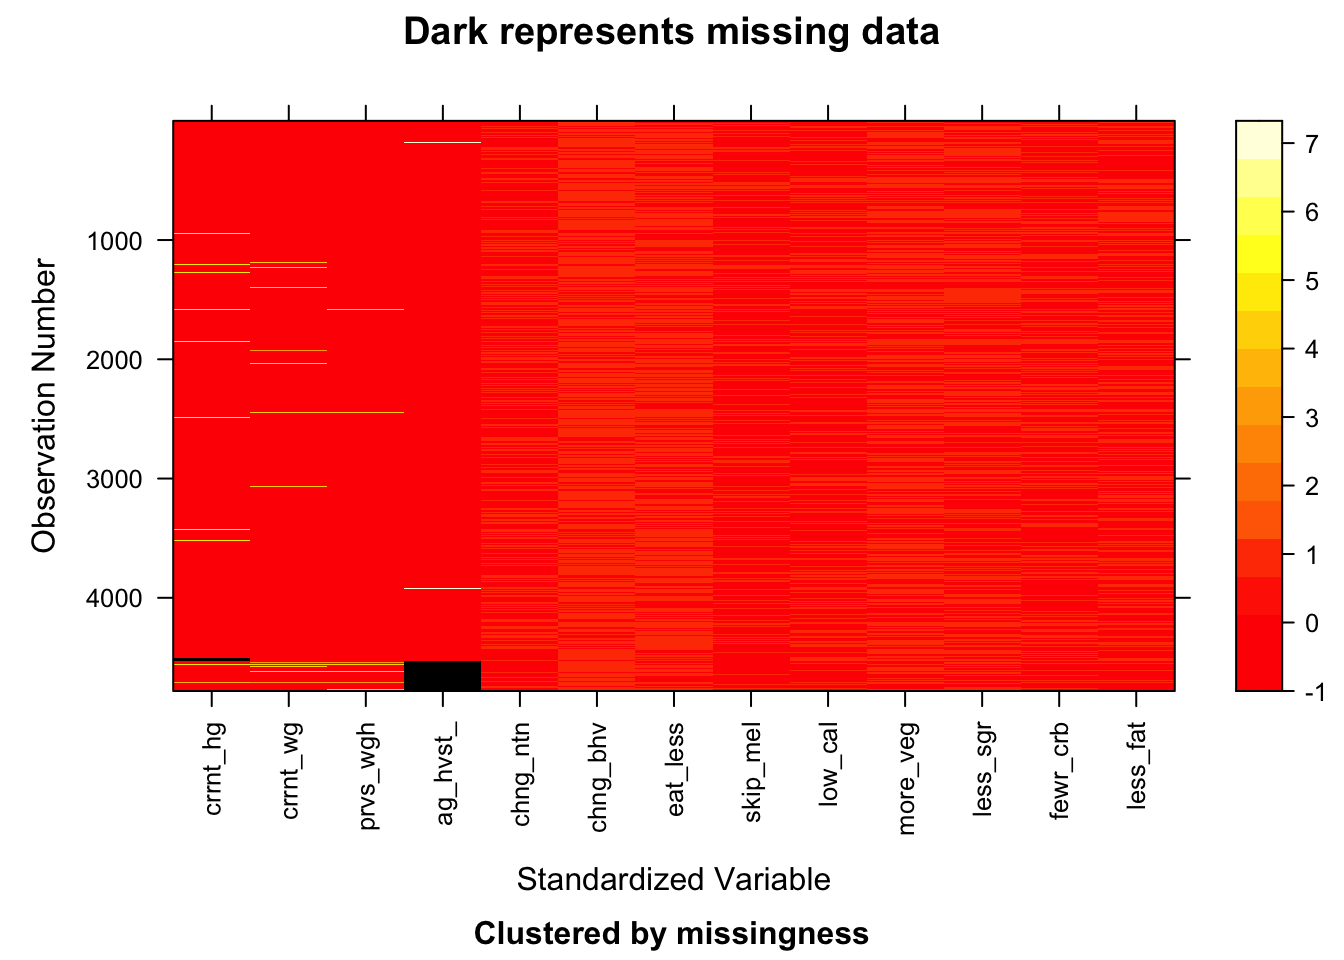 Dark represents missing data
Observation Number
1000
2000
3000
4000
7
6
5
4
3
2
1
0
-1
crrnt_hg
crrnt_wg
prvs_wgh
ag_hvst_
chng_ntn
chng_bhv
eat_less
skip_mel
low_cal
more_veg
less_sgr
fewr_crb
less_fat
Standardized Variable
Clustered by missingness